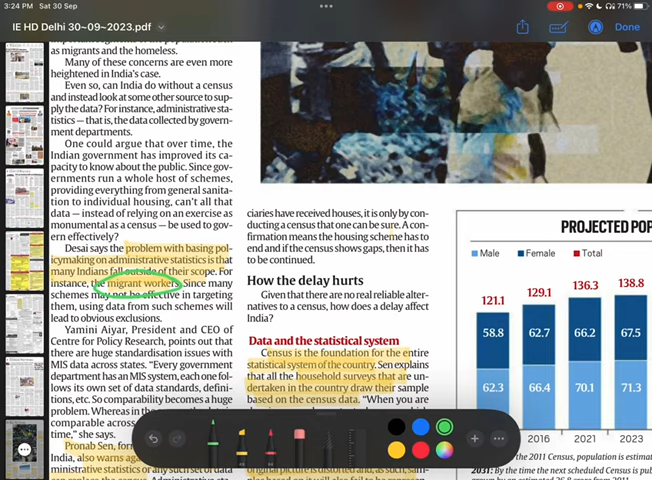 3:24 PM Sat 30 Sep
71%
IE HD Delhi 30~09~2023.pdf
Done
as migrants and the homeless.
Many of these concerns are even more
heightened in India's case.
Even so, can India do without a census
and instead look at some other source to sup-
ply the data? For instance, administrative sta-
tistics — that is, the data collected by govern-
ment departments.
One could argue that over time, the
Indian government has improved its ca-
pacity to know about the public. Since gov-
ernments run a whole host of schemes,
providing everything from general sanita-
tion to individual housing, can't all that
data — instead of relying on an exercise as
monumental as a census — be used to gov-
ern effectively?
Desai says the problem with basing pol-
icymaking on administrative statistics is that
many Indians fall outside of their scope. For
instance, the migrant workers. Since many
schemes may not be effective in targeting
them, using data from such schemes will
lead to obvious exclusions.
Yamini Aiyar, President and CEO of
Centre for Policy Research, points out that
there are huge standardisation issues with
MIS data across states. "Every government
department has an MIS system, each one fol-
lows its own set of data standards, defini-
tions, etc. So comparability becomes a huge
problem. Whereas in the
comparable across
time," she says.
Pronab Sen, for
India, also warns aga
ministrative statistics
ciaries have received houses, it is only by con-
ducting a census that one can be sure. A con-
firmation means the housing scheme has to
end and if the census shows gaps, then it has
to be continued.
How the delay hurts
Given that there are no real reliable alter-
natives to a census, how does a delay affect
India?
Data and the statistical system
Census is the foundation for the entire
statistical system of the country. Sen explains
that all the household surveys that are un-
dertaken in the country draw their sample
based on the census data. "When you are
PROJECTED POP
Male Female Total
121.1 129.1 136.3 138.8
58.8 62.7 66.2 67.5
62.3 66.4 70.1 71.3
2016 2021 2023
the 2011 Census, population is estimat
2031: By the time the next scheduled Census is pub